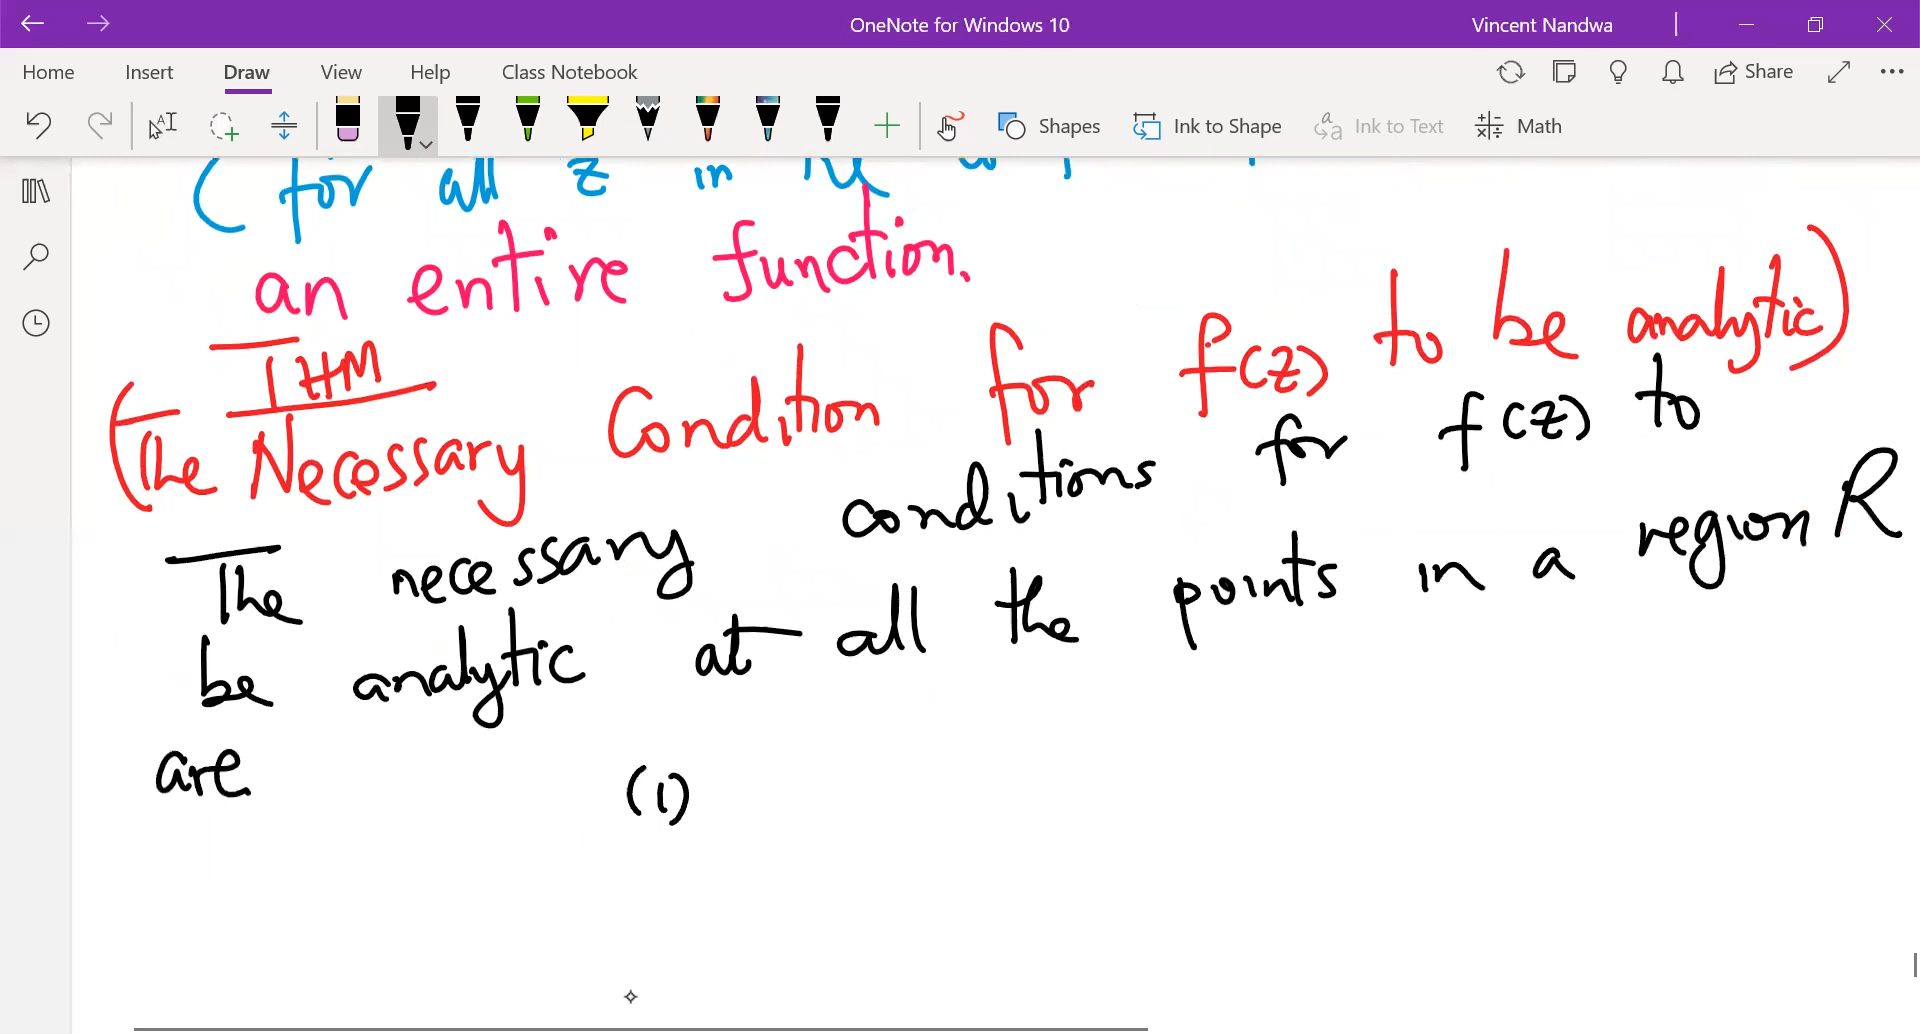 OneNote for Windows 10
Vincent Nandwa
Home Insert Draw View Help Class Notebook
Share
Shapes Ink to Shape Ink to Text Math
(for all z in
an entire function.
THM
(The Necessary Condition for f(z) to be analytic)
The necessary conditions for f(z) to
be analytic at all the points in a region R
are (1)